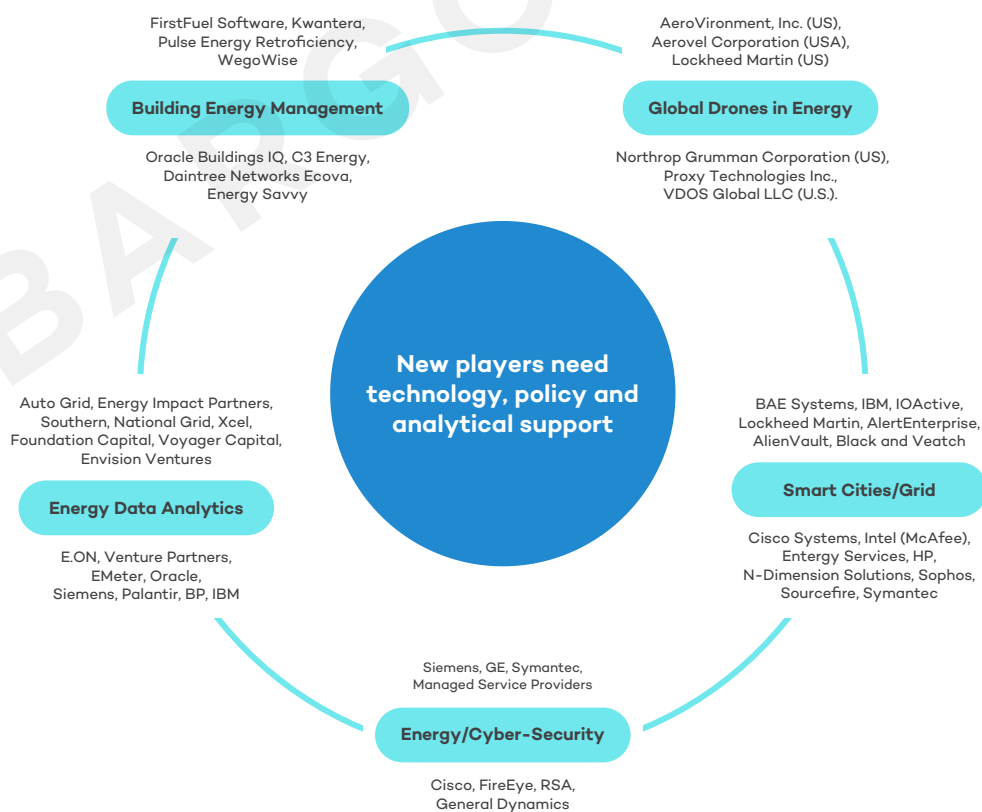 FirstFuel Software, Kwantera,
Pulse Energy Retroficiency,
WegoWise
Building Energy Management
Oracle Buildings IQ, C3 Energy,
Daintree Networks Ecova,
Energy Savvy
AeroVironment, Inc. (US),
Aerovel Corporation (USA),
Lockheed Martin (US)
Global Drones in Energy
Northrop Grumman Corporation (US),
Proxy Technologies Inc.,
VDOS Global LLC (U.S.).
New players need
technology, policy and
analytical support
Auto Grid, Energy Impact Partners,
Southern, National Grid, Xcel,
Foundation Capital, Voyager Capital,
Envision Ventures
Energy Data Analytics
E.ON, Venture Partners,
EMeter, Oracle,
Siemens, Palantir, BP, IBM
BAE Systems, IBM, IOActive,
Lockheed Martin, AlertEnterprise,
AlienVault, Black and Veatch
Smart Cities/Grid
Cisco Systems, Intel (McAfee),
Entergy Services, HP,
N-Dimension Solutions, Sophos,
Sourcefire, Symantec
Siemens, GE, Symantec,
Managed Service Providers
Energy/Cyber-Security
Cisco, FireEye, RSA,
General Dynamics